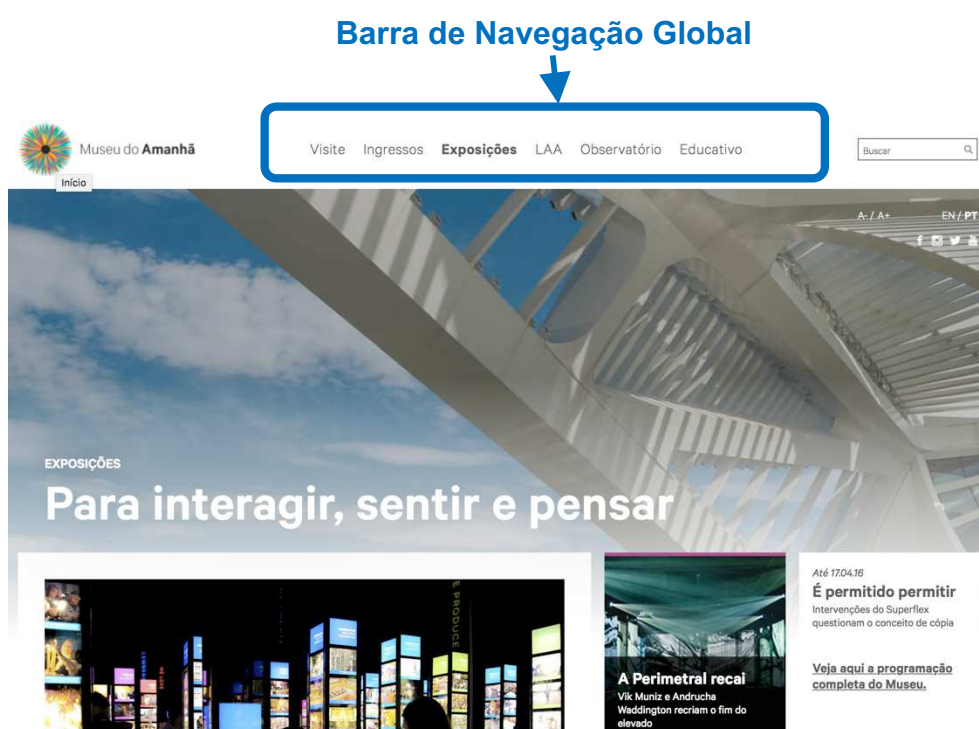 Barra de Navegação Global
Museu do Amanhã
Visite Ingressos Exposições LAA Observatório Educativo
Buscar
Início
A- / A+ EN / PT
EXPOSIÇÕES
Para interagir, sentir e pensar
E PRODUCE
A Perimetral recai
Vik Muniz e Andrucha
Waddington recriam o fim do
elevado
Até 17.04.16
É permitido permitir
Intervenções do Superflex
questionam o conceito de cópia
Veja aqui a programação
completa do Museu.